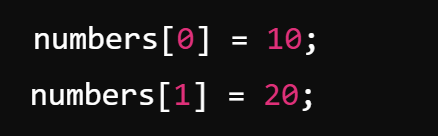 numbers[0] = 10;
numbers[1] = 20;